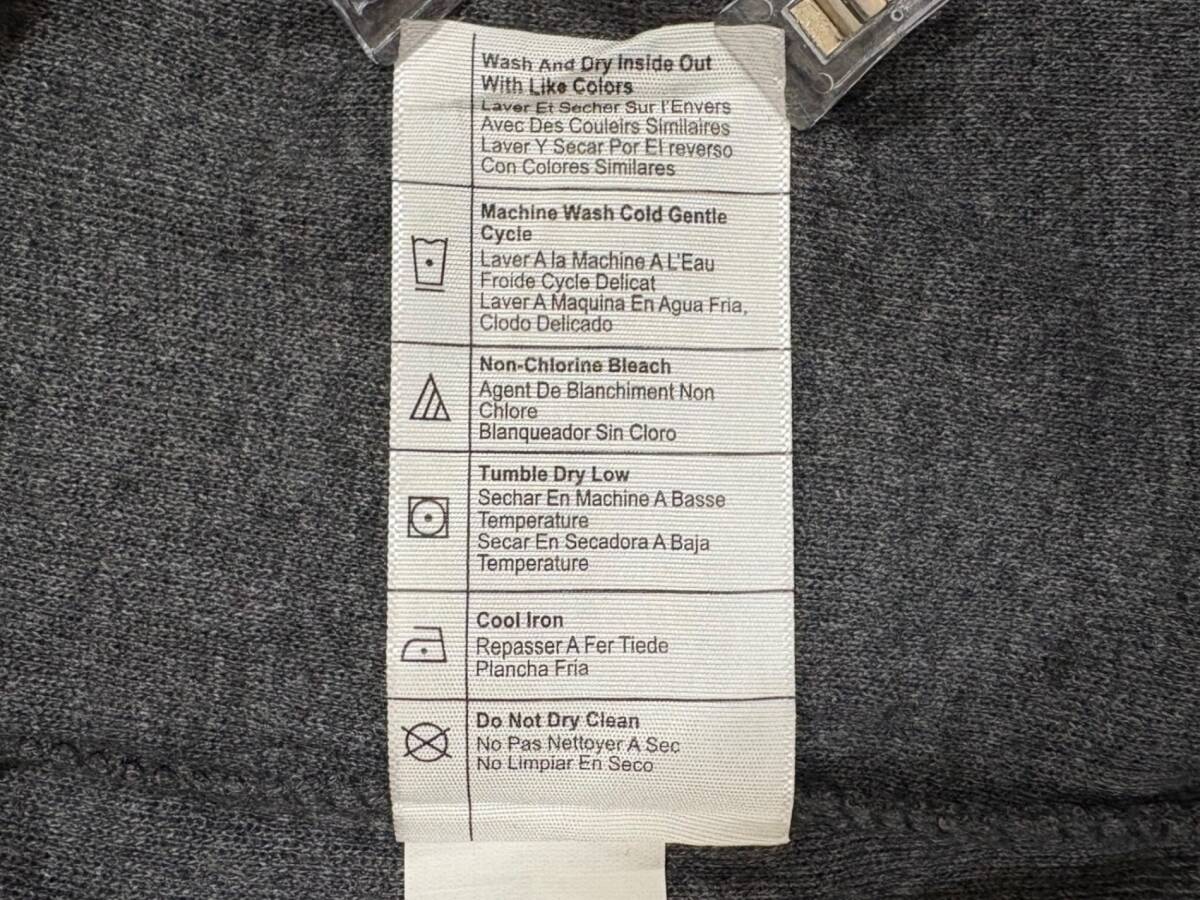 Wash And Dry Inside Out
With Like Colors
Laver Et Secher Sur l'Envers
Avec Des Couleirs Similaires
Laver Y Secar Por El reverso
Con Colores Similares
Machine Wash Cold Gentle
Cycle
Laver A la Machine A L'Eau
Froide Cycle Delicat
Laver A Maquina En Agua Fria,
Clodo Delicado
Non-Chlorine Bleach
Agent De Blanchiment Non
Chlore
Blanqueador Sin Cloro
Tumble Dry Low
Sechar En Machine A Basse
Temperature
Secar En Secadora A Baja
Temperature
Cool Iron
Repasser A Fer Tiede
Plancha Fria
Do Not Dry Clean
No Pas Nettoyer A Sec
No Limpiar En Seco